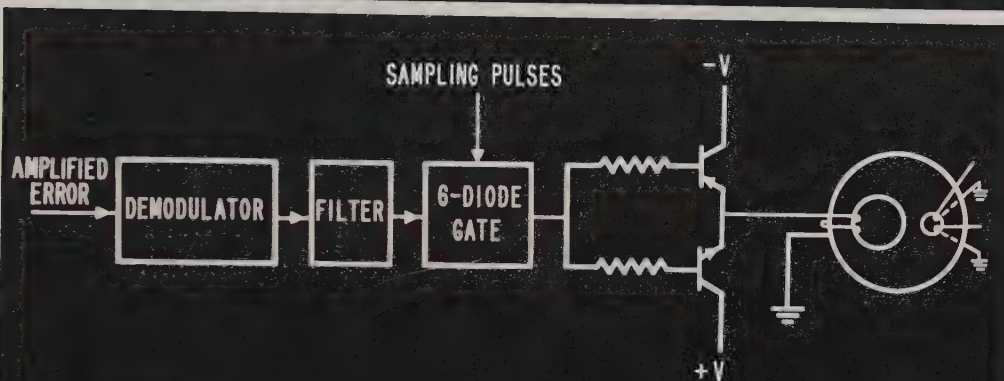 SAMPLING PULSES
-V
AMPLIFIED
ERROR
DEMODULATOR
FILTER
6-DIODE
GATE
+V